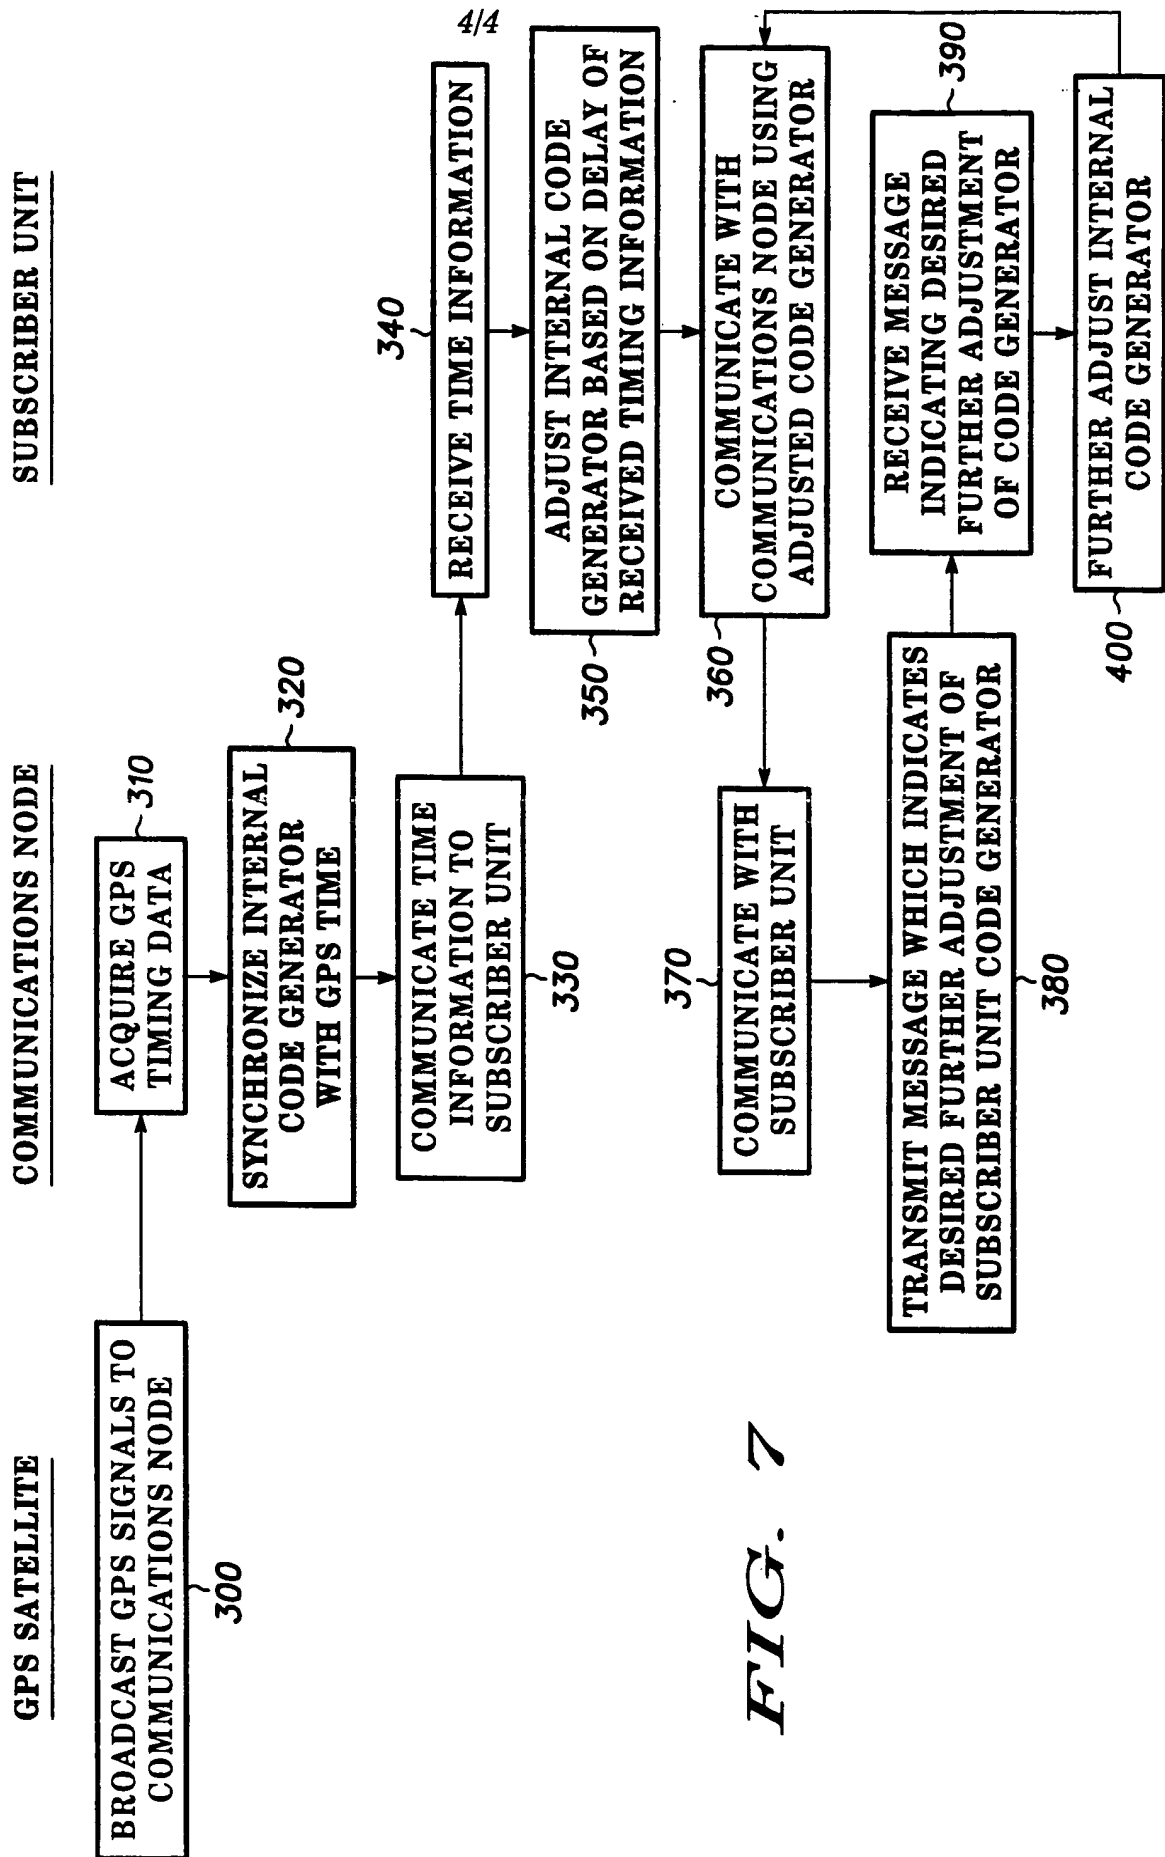 4/4
GPS SATELLITE
COMMUNICATIONS NODE
SUBSCRIBER UNIT
BROADCAST GPS SIGNALS TO
COMMUNICATIONS NODE
300
ACQUIRE GPS
TIMING DATA
310
SYNCHRONIZE INTERNAL
CODE GENERATOR
WITH GPS TIME
320
COMMUNICATE TIME
INFORMATION TO
SUBSCRIBER UNIT
330
340
RECEIVE TIME INFORMATION
ADJUST INTERNAL CODE
GENERATOR BASED ON DELAY OF
RECEIVED TIMING INFORMATION
350
COMMUNICATE WITH
COMMUNICATIONS NODE USING
ADJUSTED CODE GENERATOR
360
370
COMMUNICATE WITH
SUBSCRIBER UNIT
TRANSMIT MESSAGE WHICH INDICATES
DESIRED FURTHER ADJUSTMENT OF
SUBSCRIBER UNIT CODE GENERATOR
380
RECEIVE MESSAGE
INDICATING DESIRED
FURTHER ADJUSTMENT
OF CODE GENERATOR
390
FURTHER ADJUST INTERNAL
CODE GENERATOR
400
FIG. 7